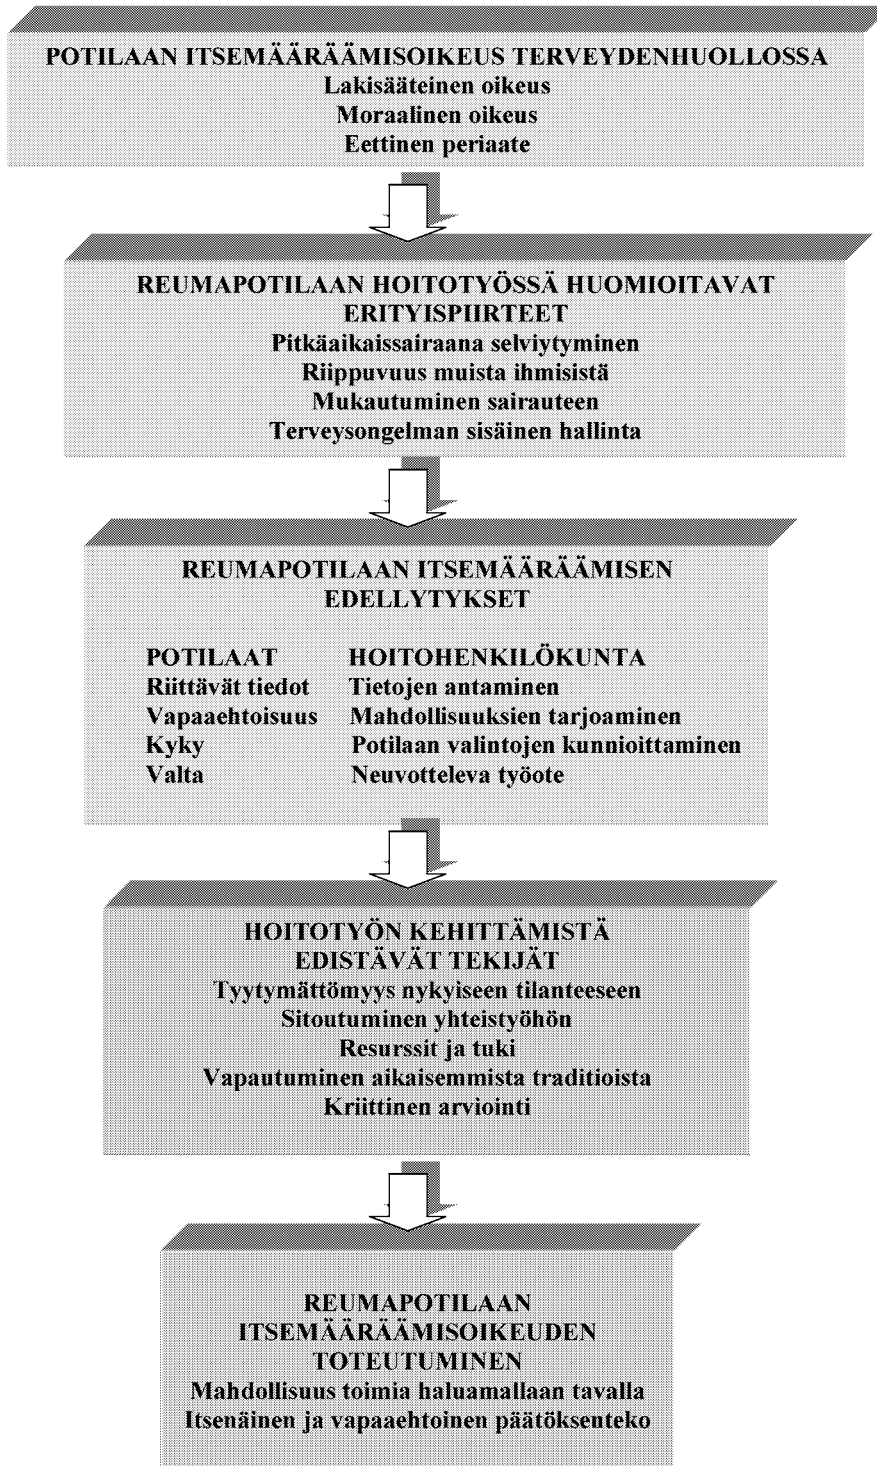 POTILAAN ITSEMÄÄRÄÄMISOIKEUS TERVEYDENHUOLLOSSA
Lakisääteinen oikeus
Moraalinen oikeus
Eettinen periaate
REUMAPOTILAAN HOITOTYÖSSÄ HUOMIOITAVAT
ERITYISPIIRTEET
Pitkäaikaissairaana selviytyminen
Riippuvuus muista ihmisistä
Mukautuminen sairauteen
Terveysongelman sisäinen hallinta
REUMAPOTILAAN ITSEMÄÄRÄÄMISEN
EDELLYTYKSET
POTILAAT HOITOHENKILÖKUNTA
Riittävät tiedot Tietojen antaminen
Vapaaehtoisuus Mahdollisuuksien tarjoaminen
Kyky Potilaan valintojen kunnioittaminen
Valta Neuvotteleva työote
HOITOTYÖN KEHITTÄMISTÄ
EDISTÄVÄT TEKIJÄT
Tyytymättömyys nykyiseen tilanteeseen
Sitoutuminen yhteistyöhön
Resurssit ja tuki
Vapautuminen aikaisemmista traditioista
Kriittinen arviointi
REUMAPOTILAAN
ITSEMÄÄRÄÄMISOIKEUDEN
TOTEUTUMINEN
Mahdollisuus toimia haluamallaan tavalla
Itsenäinen ja vapaaehtoinen päätöksenteko